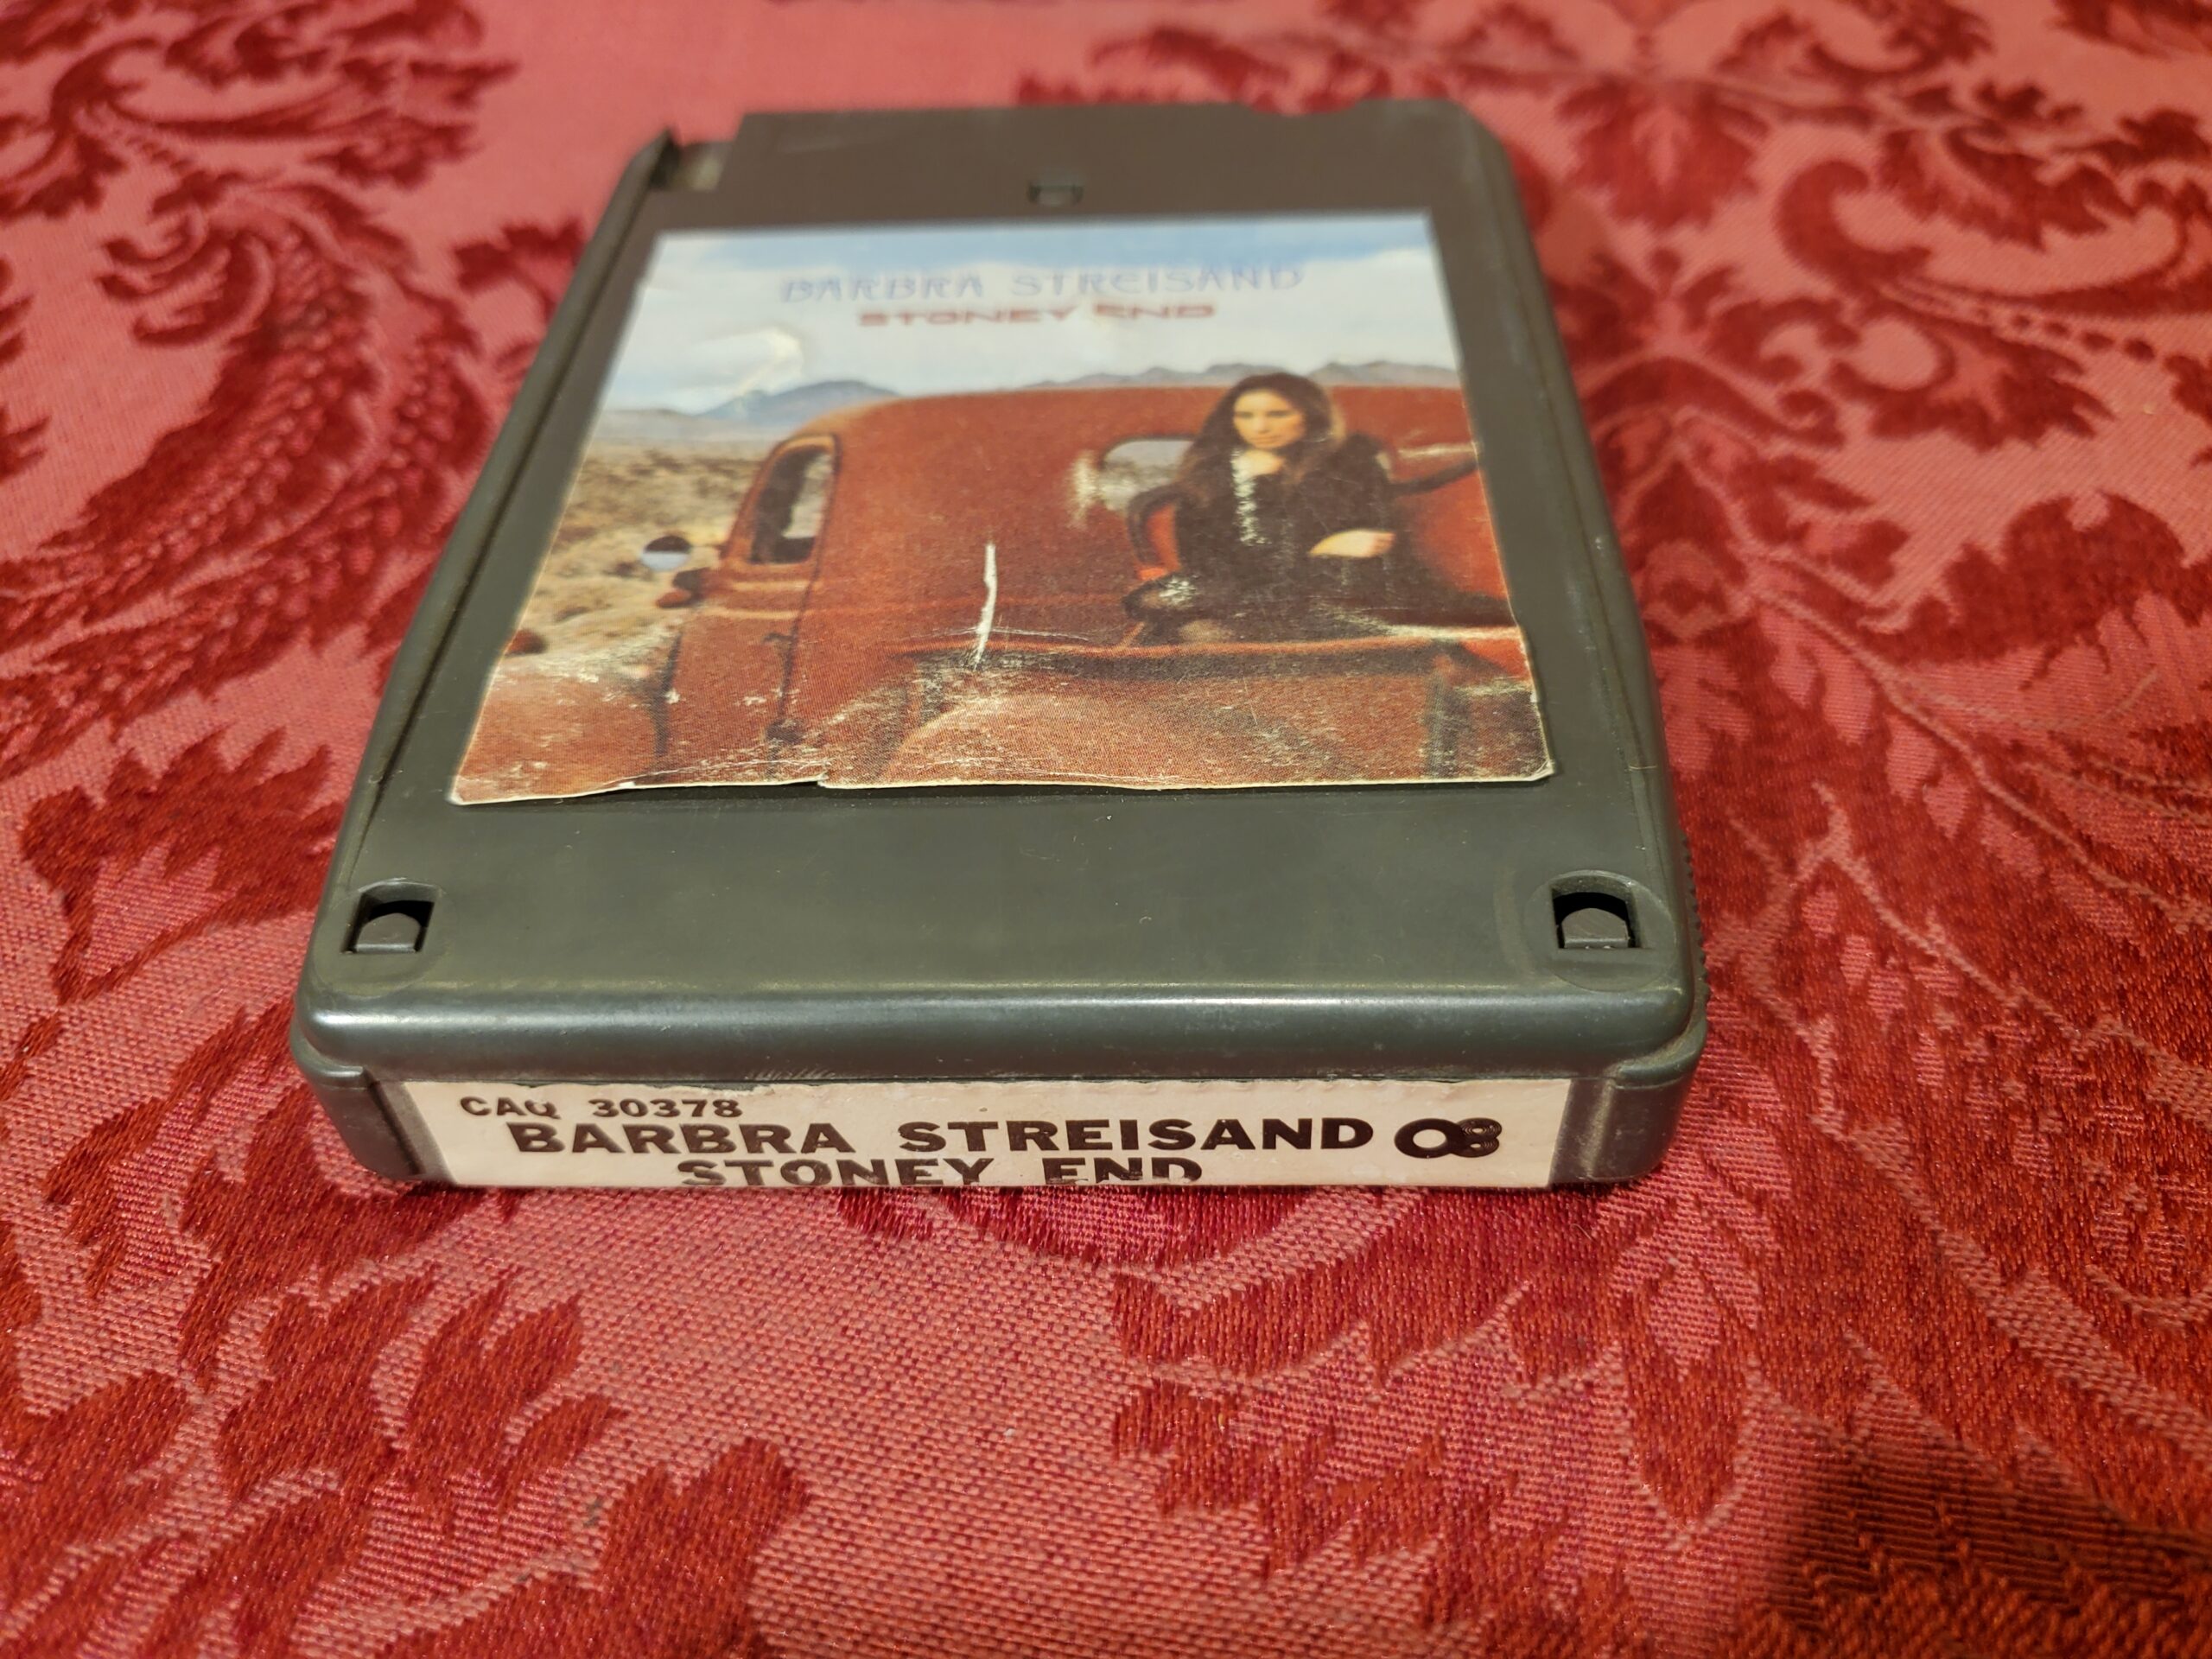 BARBRA STREISAND
STONEY END
CAQ 30378
BARBRA STREISAND
STONEY END